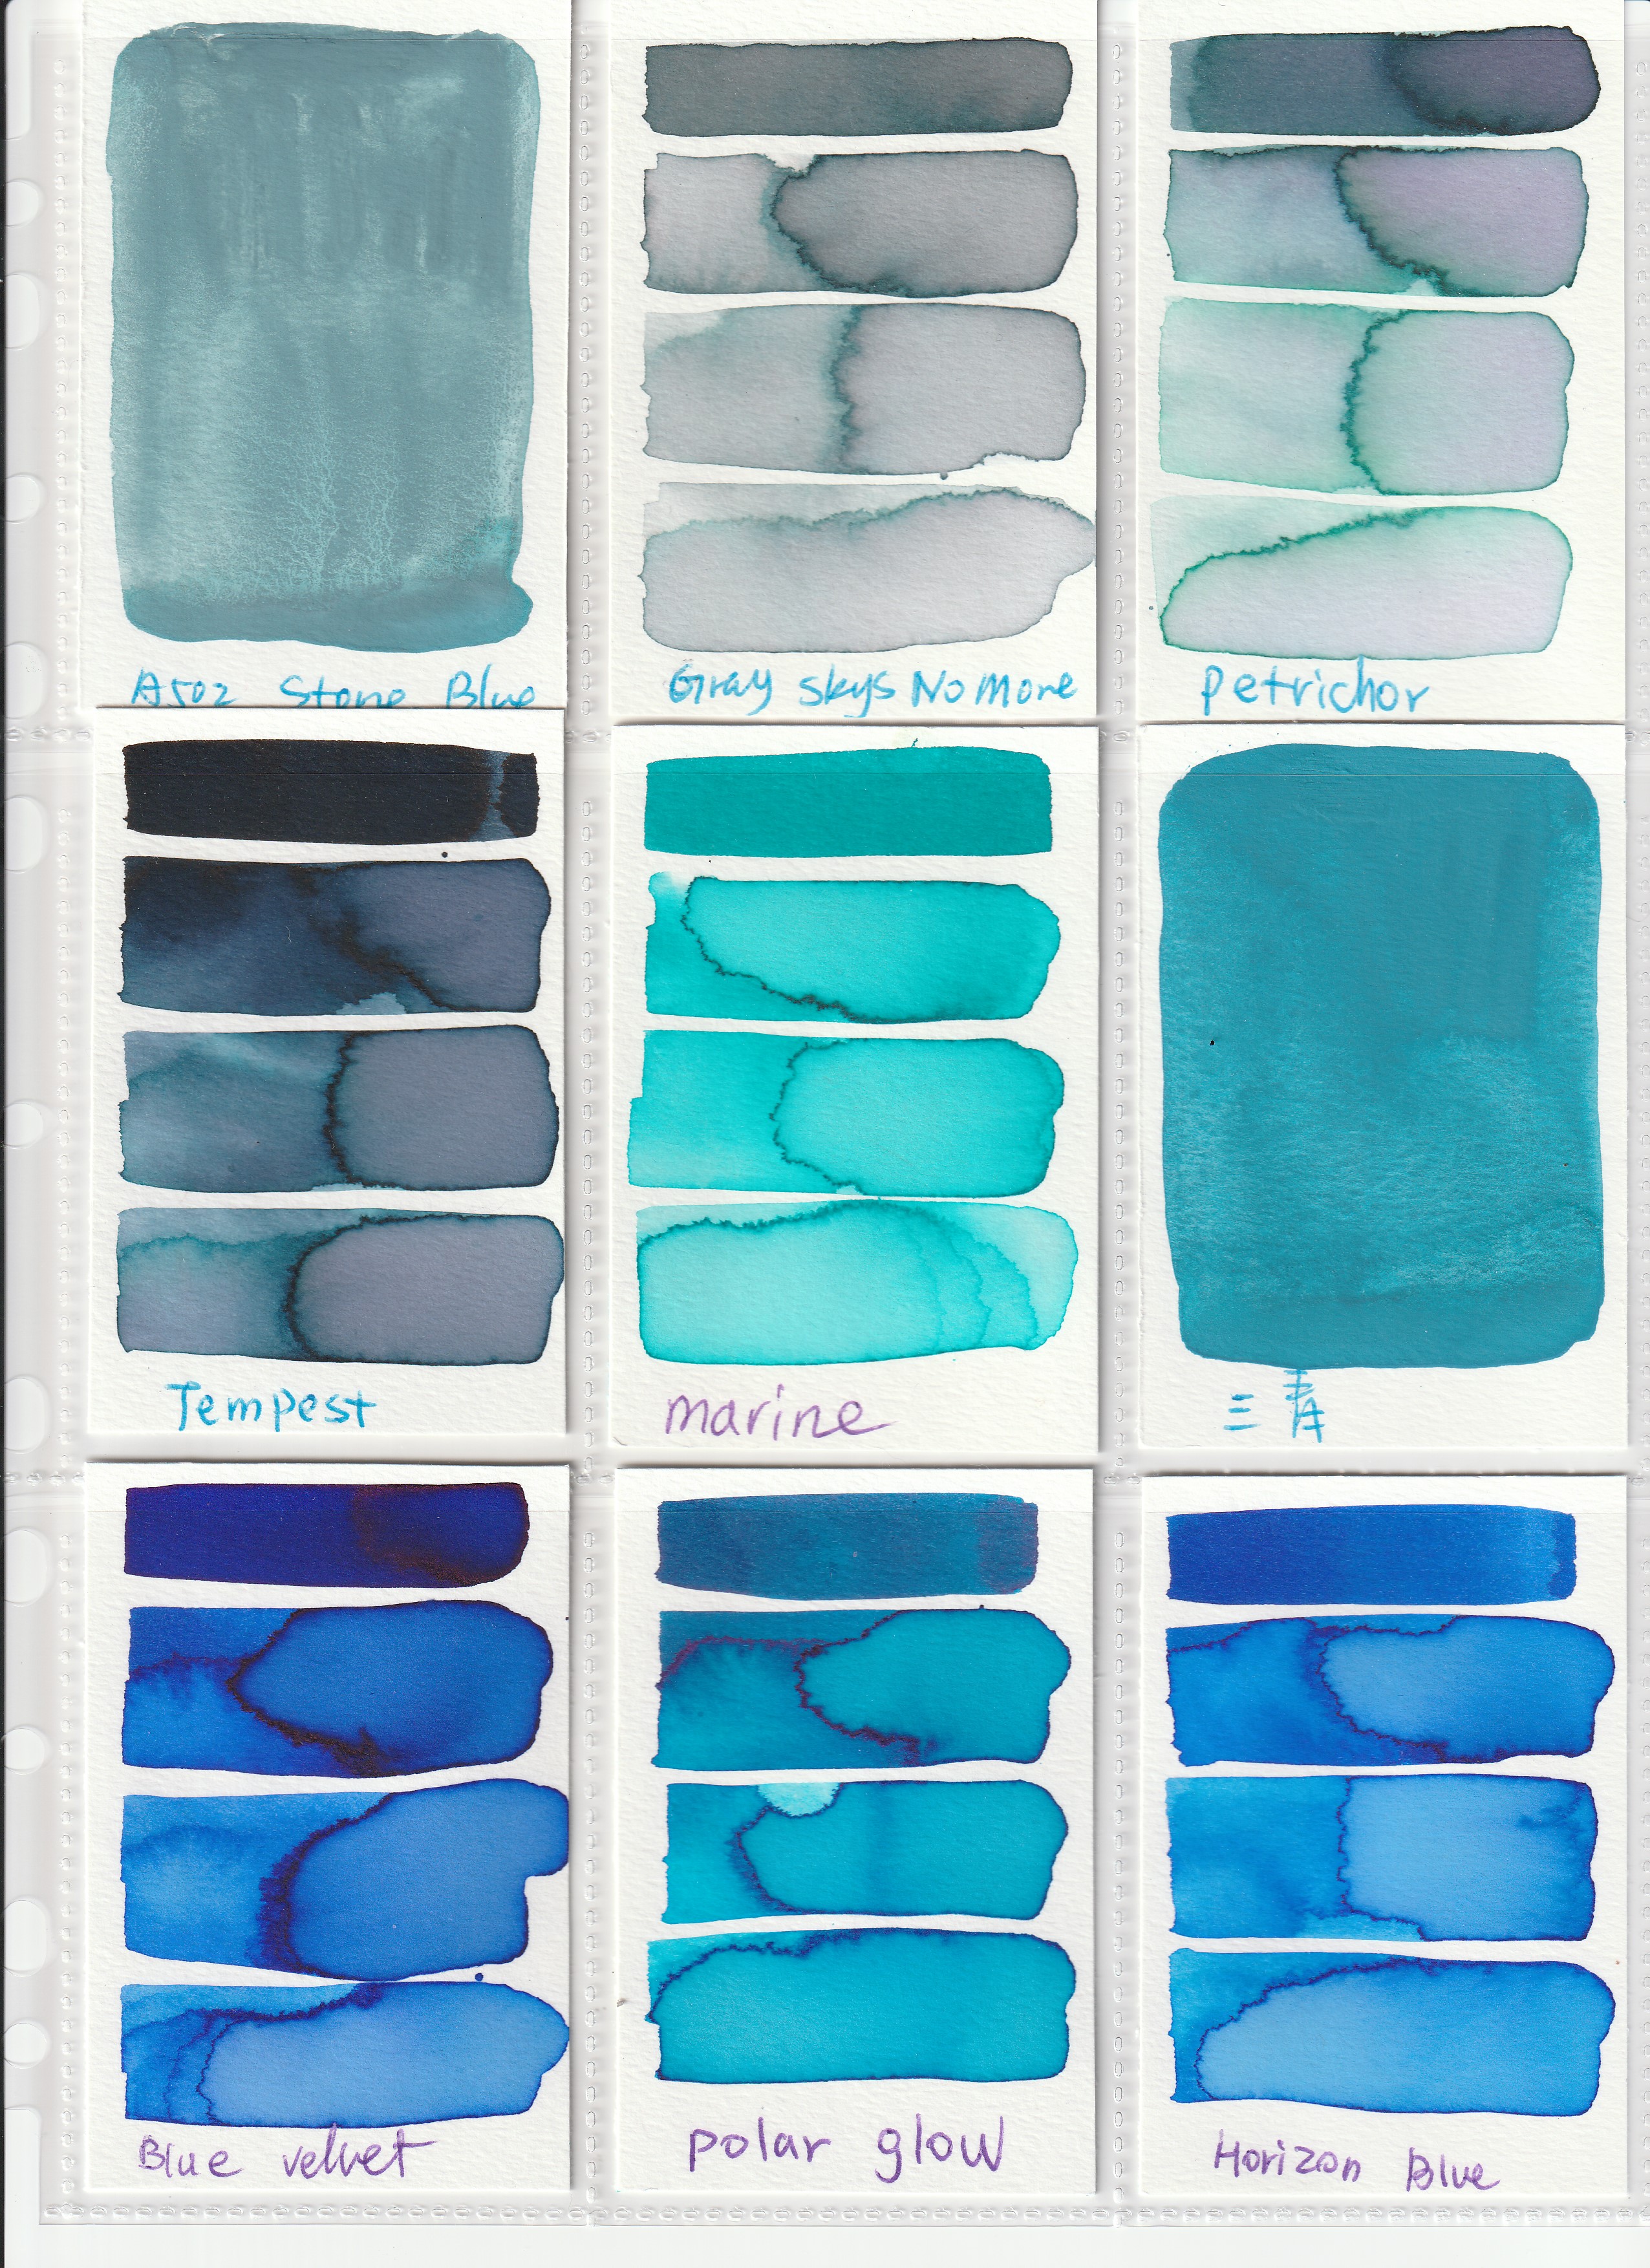 A502 Stone Blue
Gray skys No More
Petrichor
Tempest
marine
三青
Blue velvet
polar glow
Horizon Blue